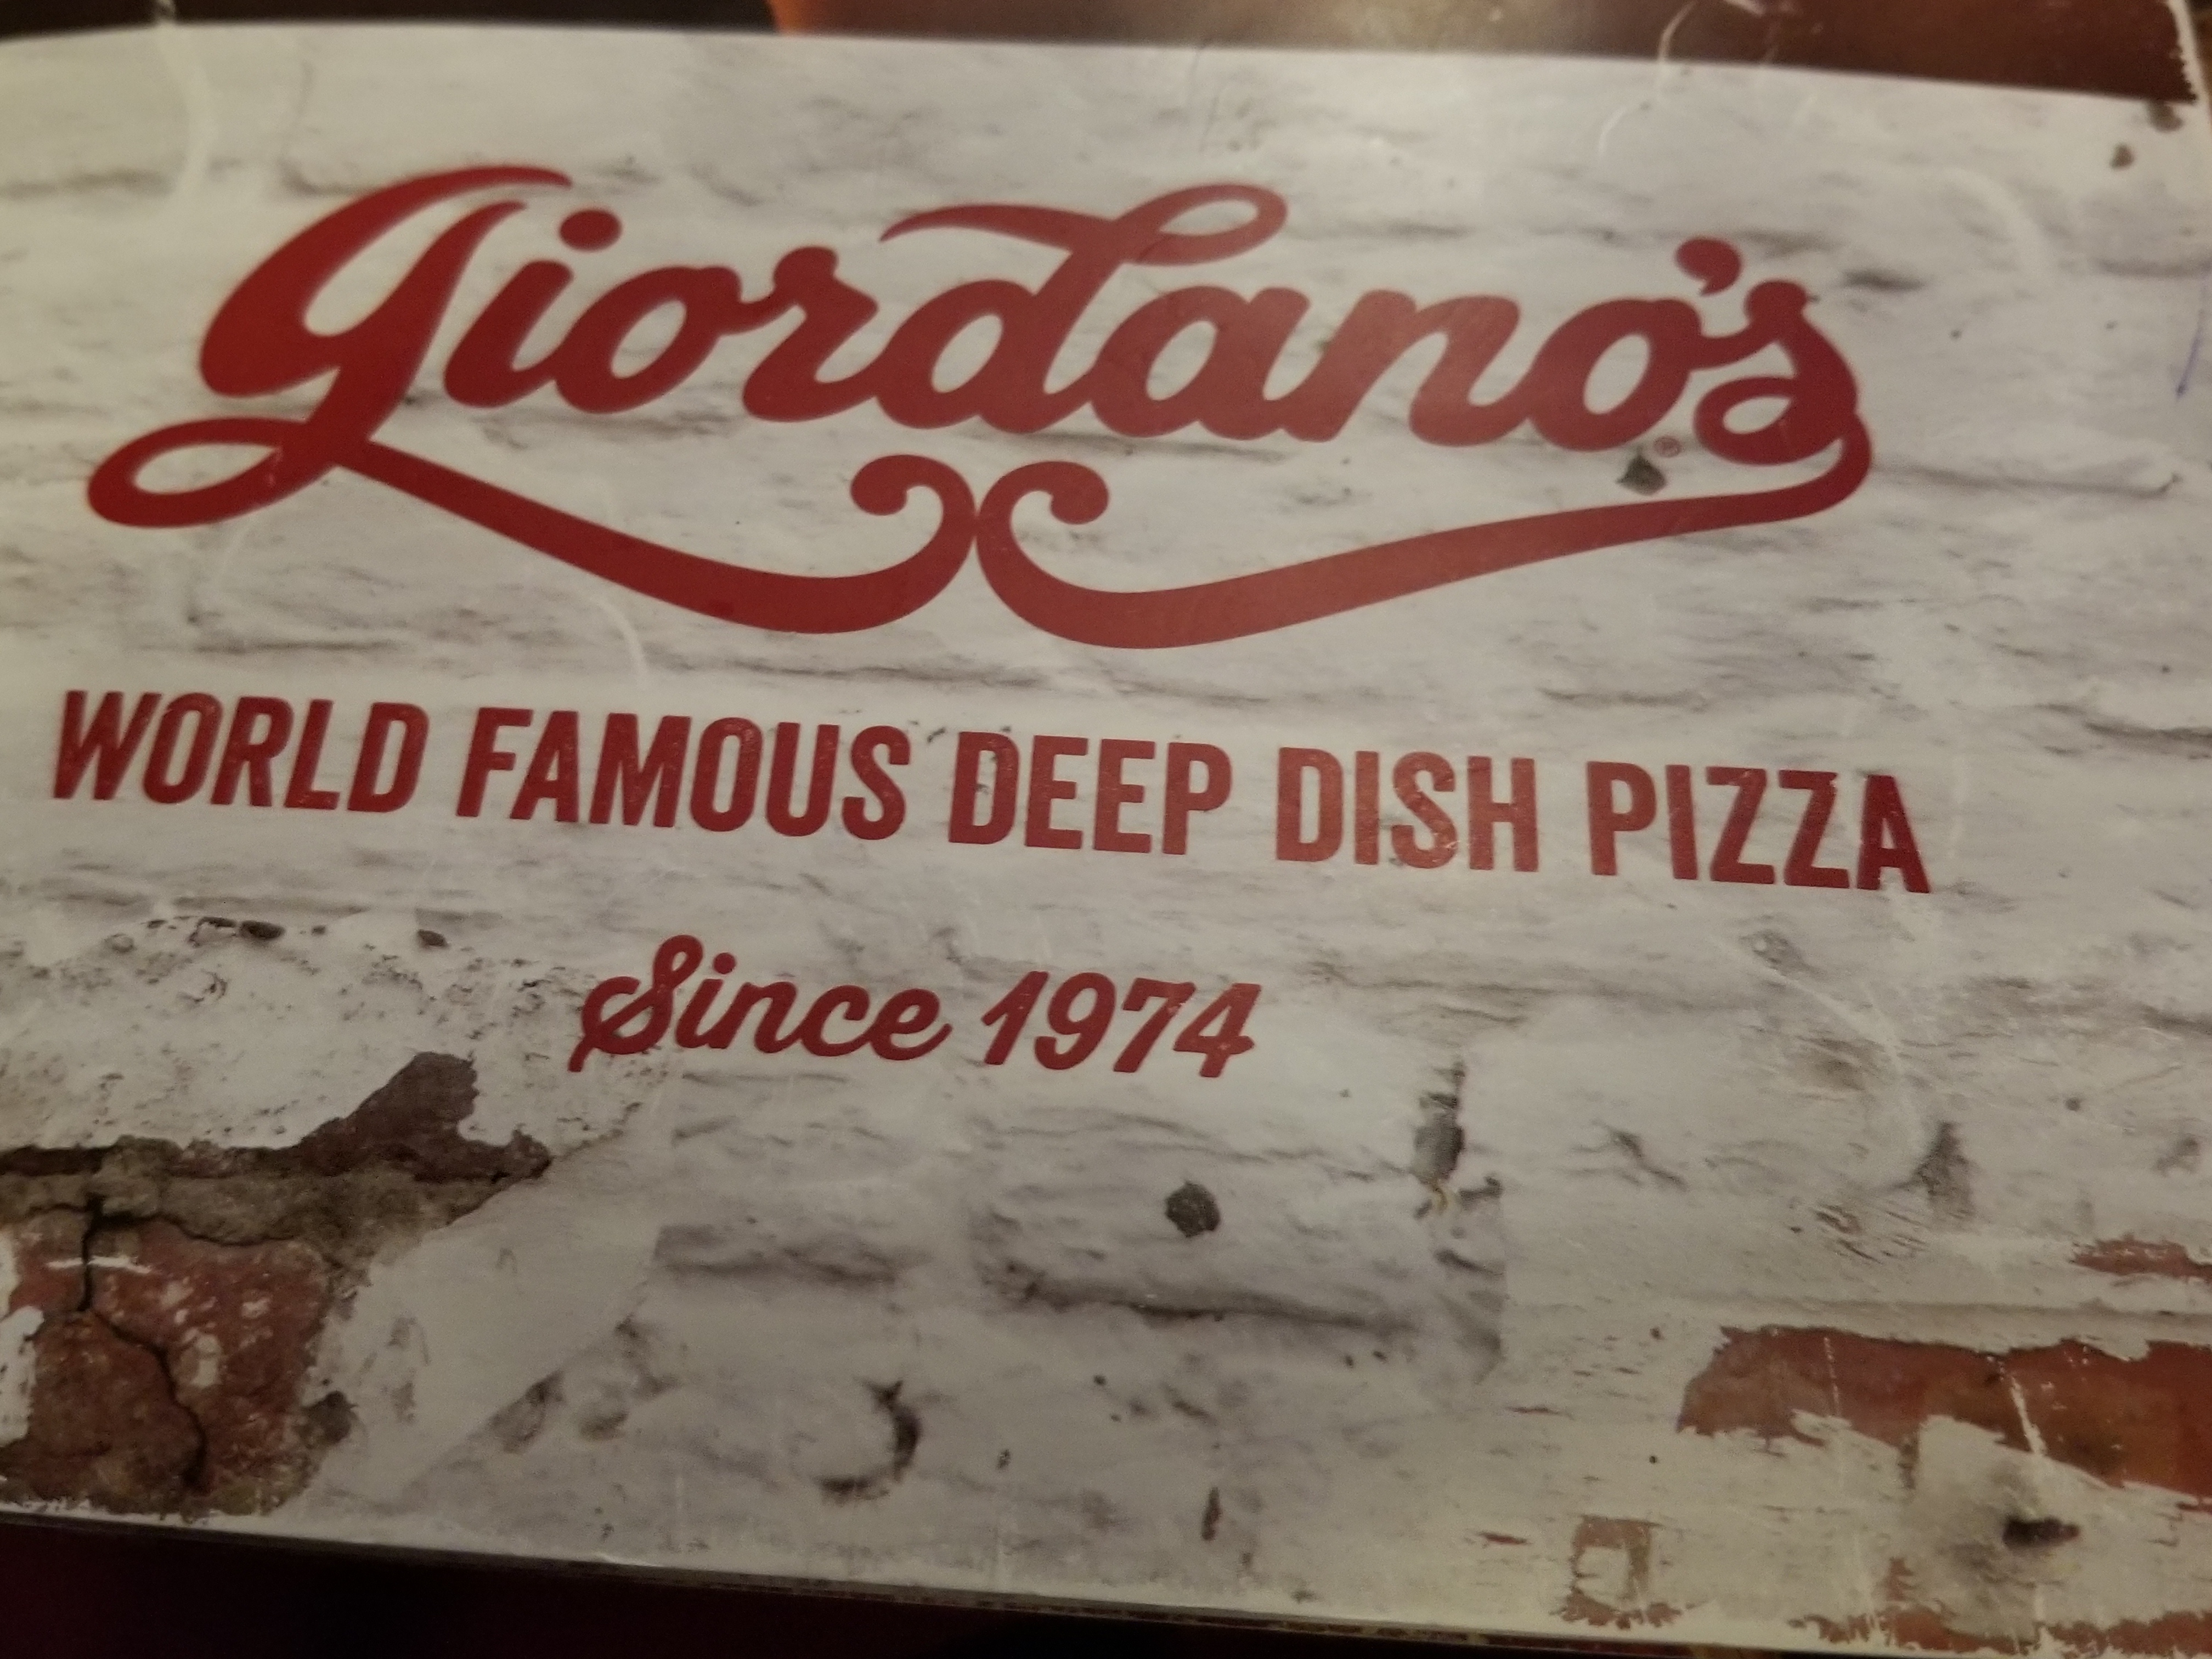 Giordano's®
WORLD FAMOUS DEEP DISH PIZZA
Since 1974